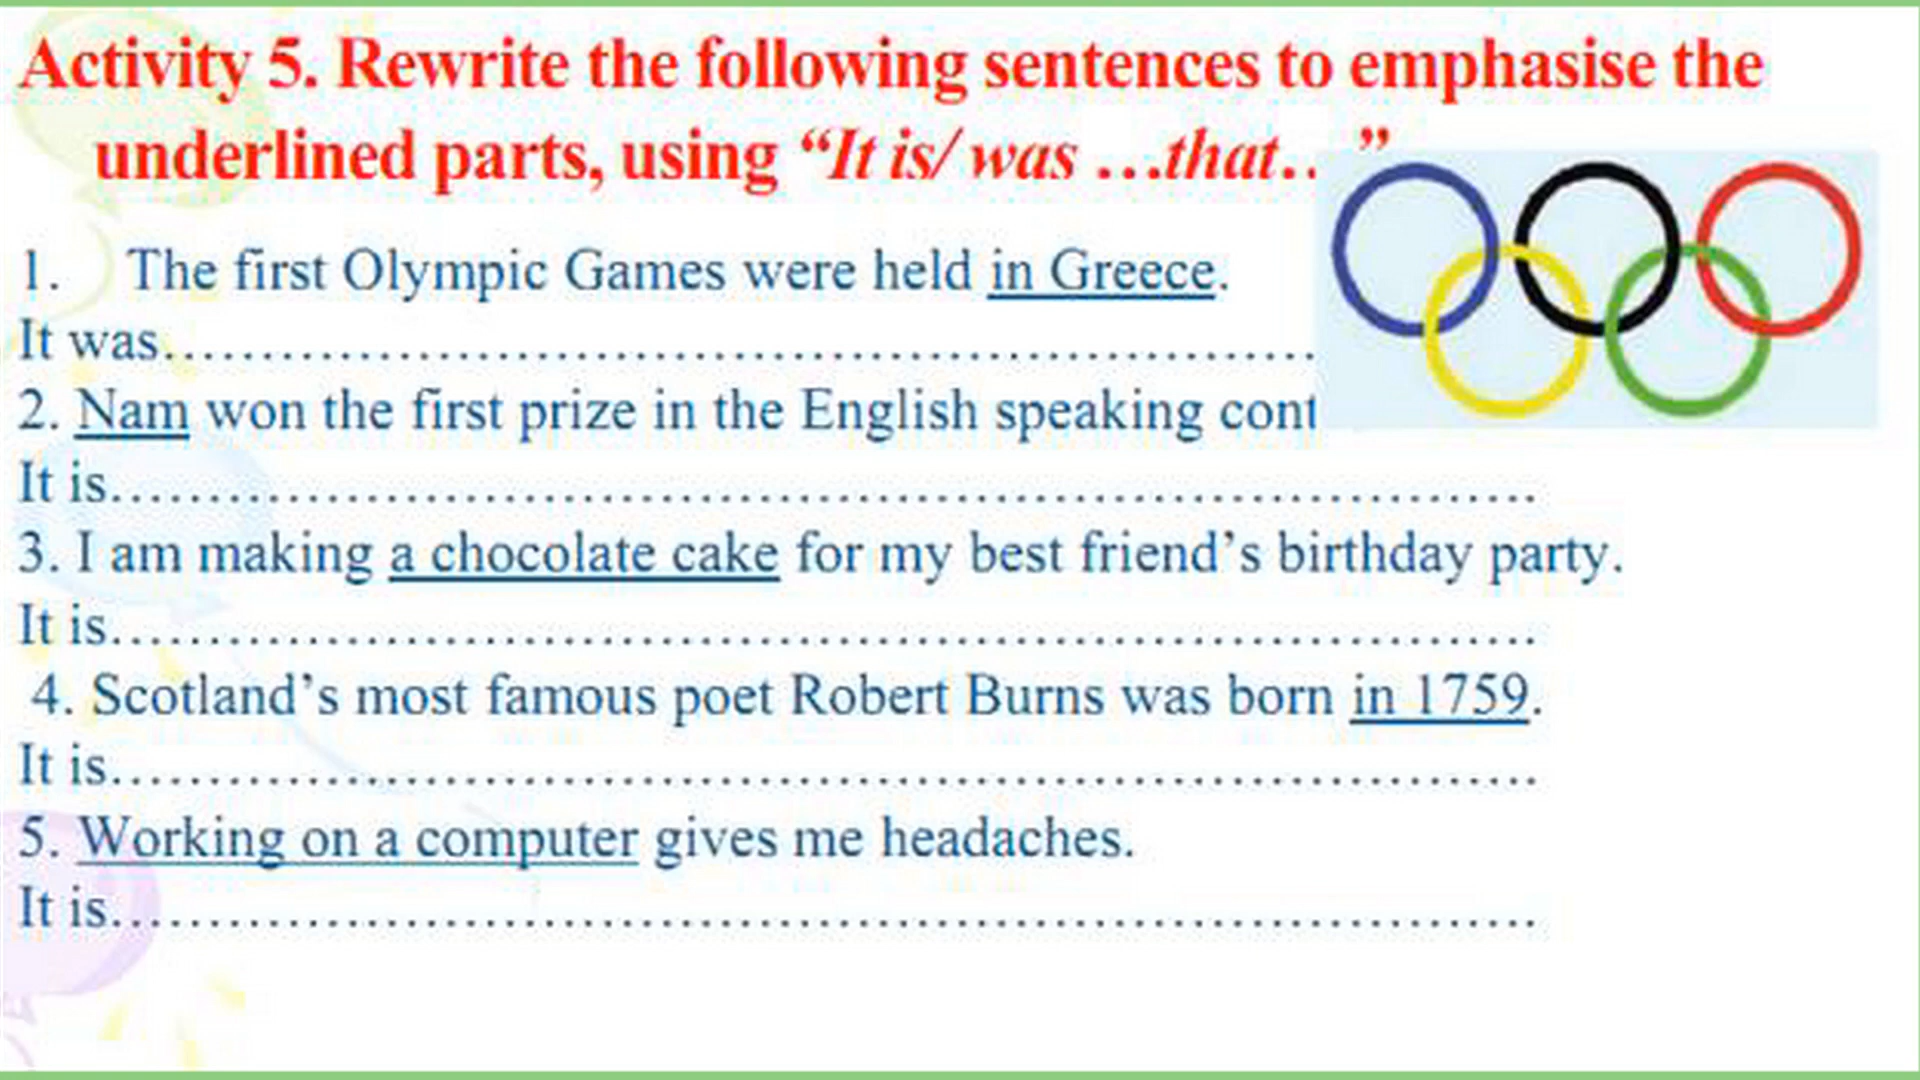 Activity 5. Rewrite the following sentences to emphasise the
underlined parts, using “It is/ was …that.. ”
1. The first Olympic Games were held in Greece.
It was………………………………………………………
2. Nam won the first prize in the English speaking cont
It is……………………………………………………………………
3. I am making a chocolate cake for my best friend’s birthday party.
It is……………………………………………………………………
4. Scotland’s most famous poet Robert Burns was born in 1759.
It is……………………………………………………………………
5. Working on a computer gives me headaches.
It is……………………………………………………………………